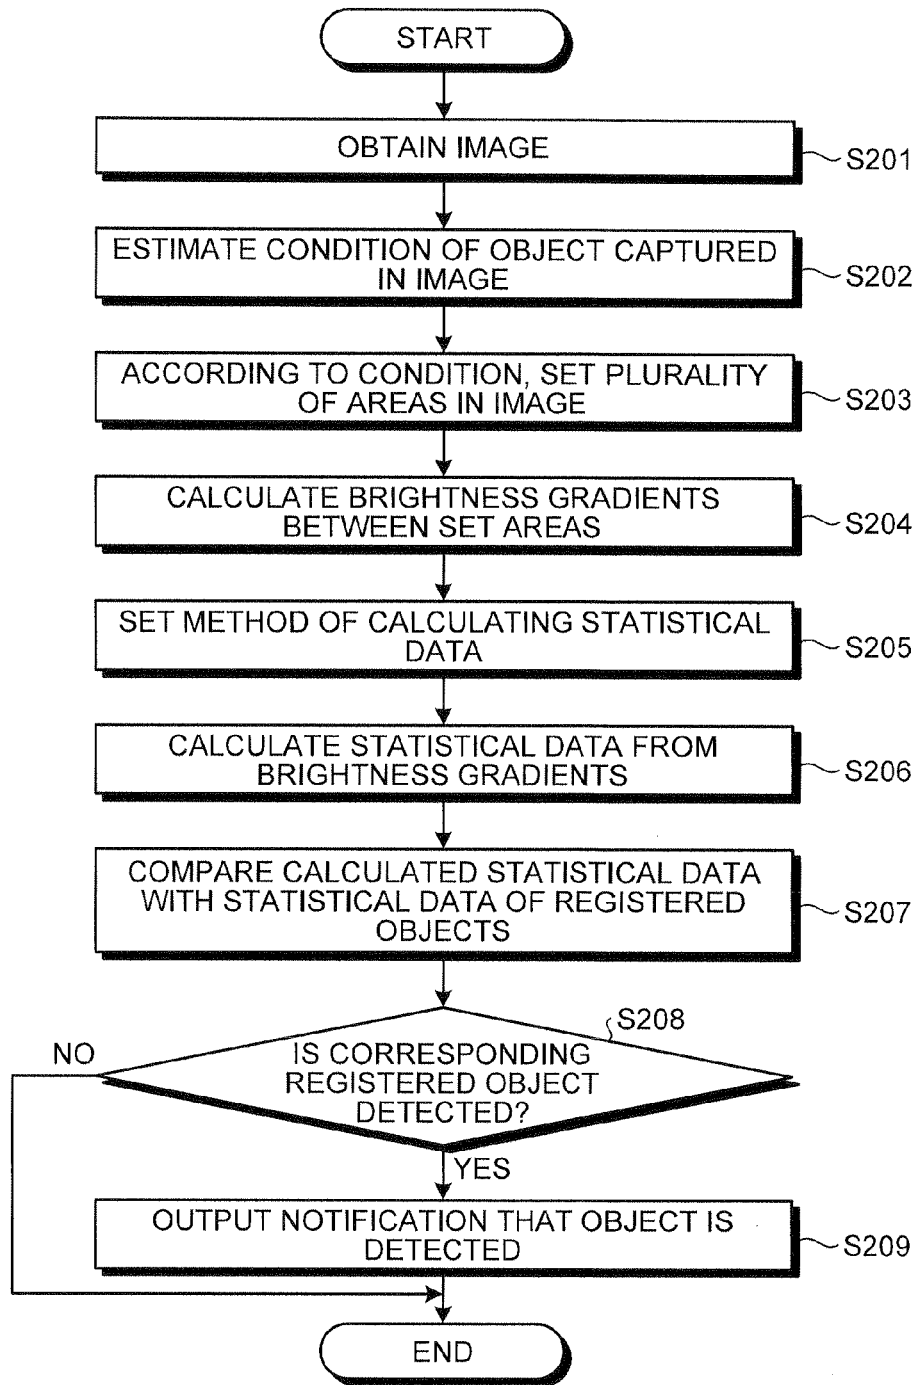 START
OBTAIN IMAGE
S201
ESTIMATE CONDITION OF OBJECT CAPTURED
IN IMAGE
S202
ACCORDING TO CONDITION, SET PLURALITY
OF AREAS IN IMAGE
S203
CALCULATE BRIGHTNESS GRADIENTS
BETWEEN SET AREAS
S204
SET METHOD OF CALCULATING STATISTICAL
DATA
S205
CALCULATE STATISTICAL DATA FROM
BRIGHTNESS GRADIENTS
S206
COMPARE CALCULATED STATISTICAL DATA
WITH STATISTICAL DATA OF REGISTERED
OBJECTS
S207
S208
NO
IS CORRESPONDING
REGISTERED OBJECT
DETECTED?
YES
OUTPUT NOTIFICATION THAT OBJECT IS
DETECTED
S209
END